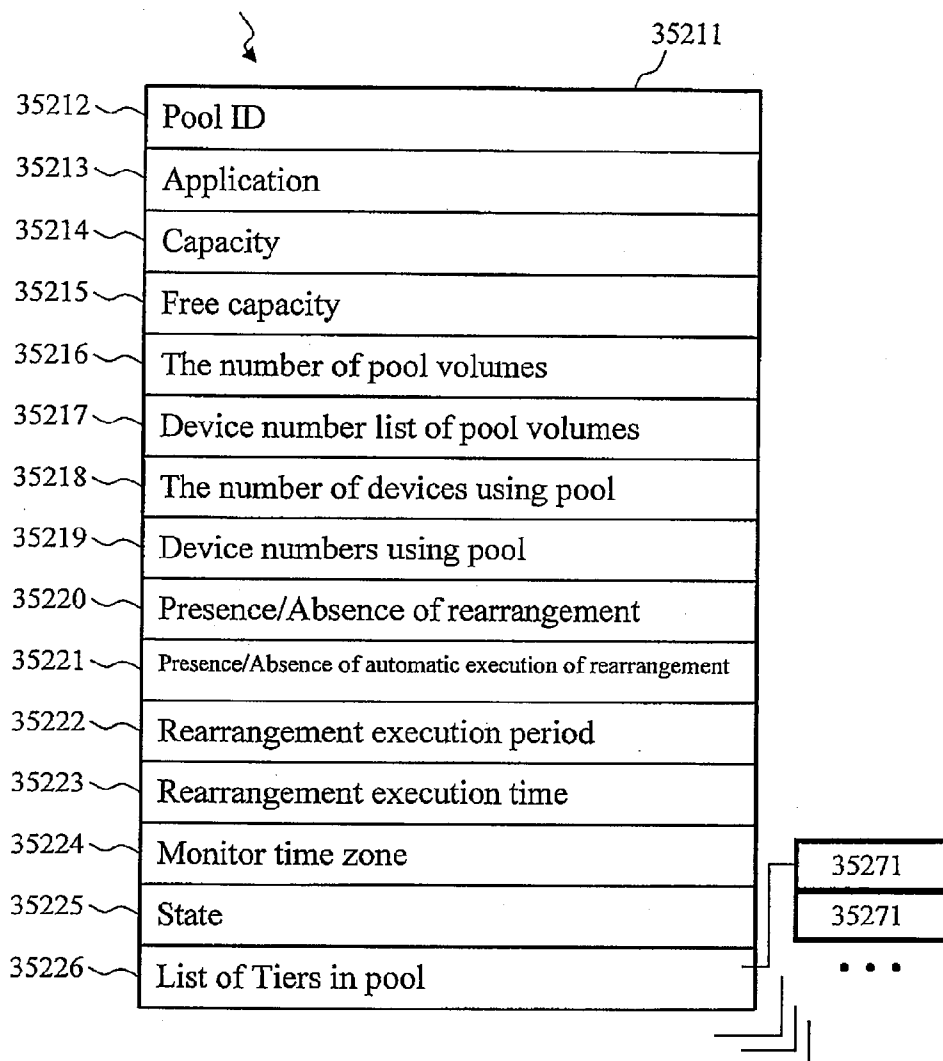 35211
35212 Pool ID
35213 Application
35214 Capacity
35215 Free capacity
35216 The number of pool volumes
35217 Device number list of pool volumes
35218 The number of devices using pool
35219 Device numbers using pool
35220 Presence/Absence of rearrangement
35221 Presence/Absence of automatic execution of rearrangement
35222 Rearrangement execution period
35223 Rearrangement execution time
35224 Monitor time zone
35271
35225 State
35271
35226 List of Tiers in pool
• • •